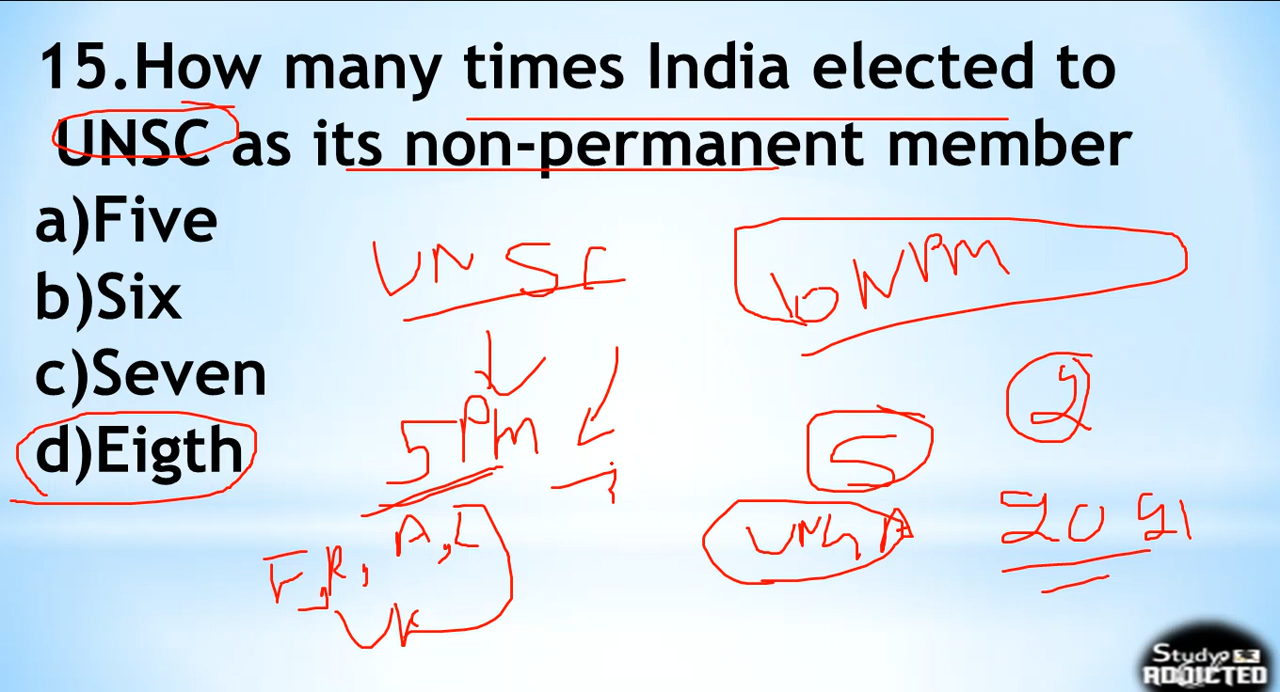 15.How many times India elected to
UNSC as its non-permanent member
a)Five
b)Six
c)Seven
d)Eigth
UNSC
10 NPM
5 PM
2
5
A, C
F, R,
UK
UNGA
2021
Study
ADDICTED